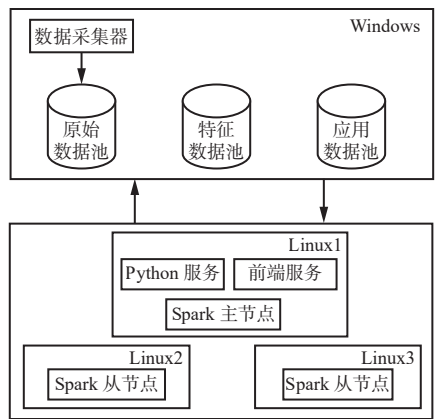 Windows
数据采集器
原始
数据池
特征
数据池
应用
数据池
Linux1
Python 服务
前端服务
Spark 主节点
Linux2
Spark 从节点
Linux3
Spark 从节点